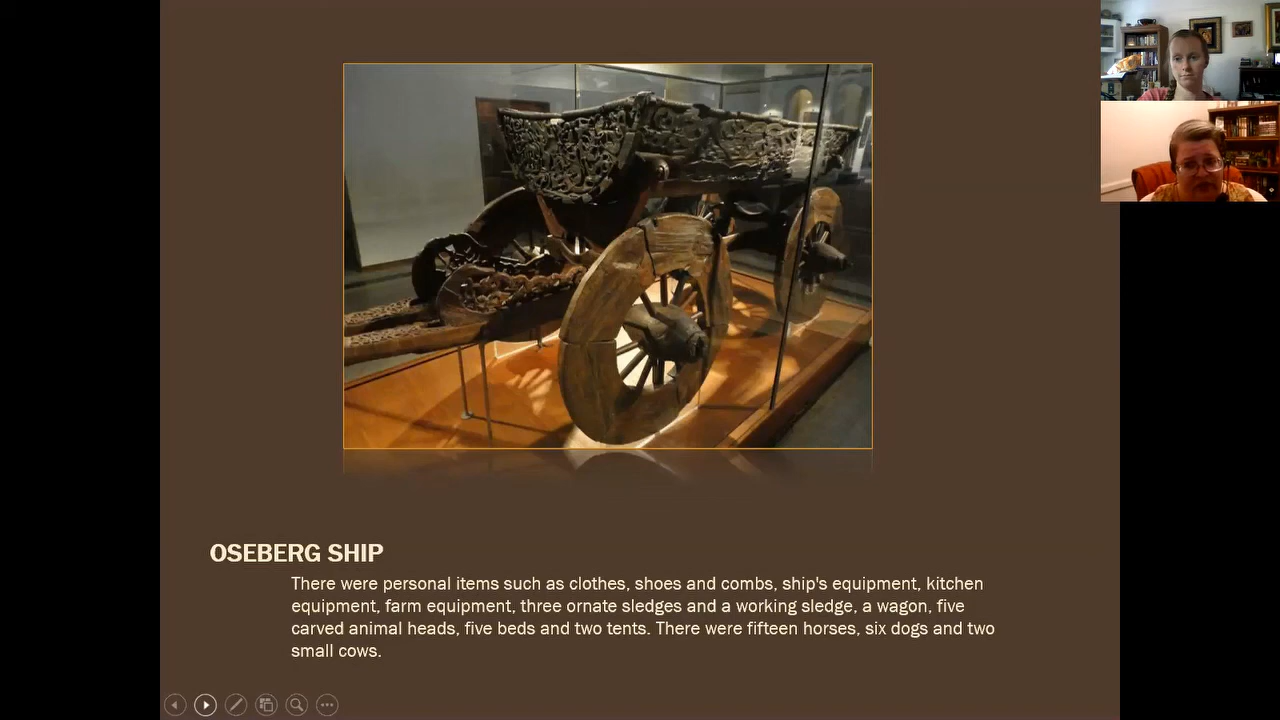 OSEBERG SHIP
There were personal items such as clothes, shoes and combs, ship's equipment, kitchen
equipment, farm equipment, three ornate sledges and a working sledge, a wagon, five
carved animal heads, five beds and two tents. There were fifteen horses, six dogs and two
small cows.